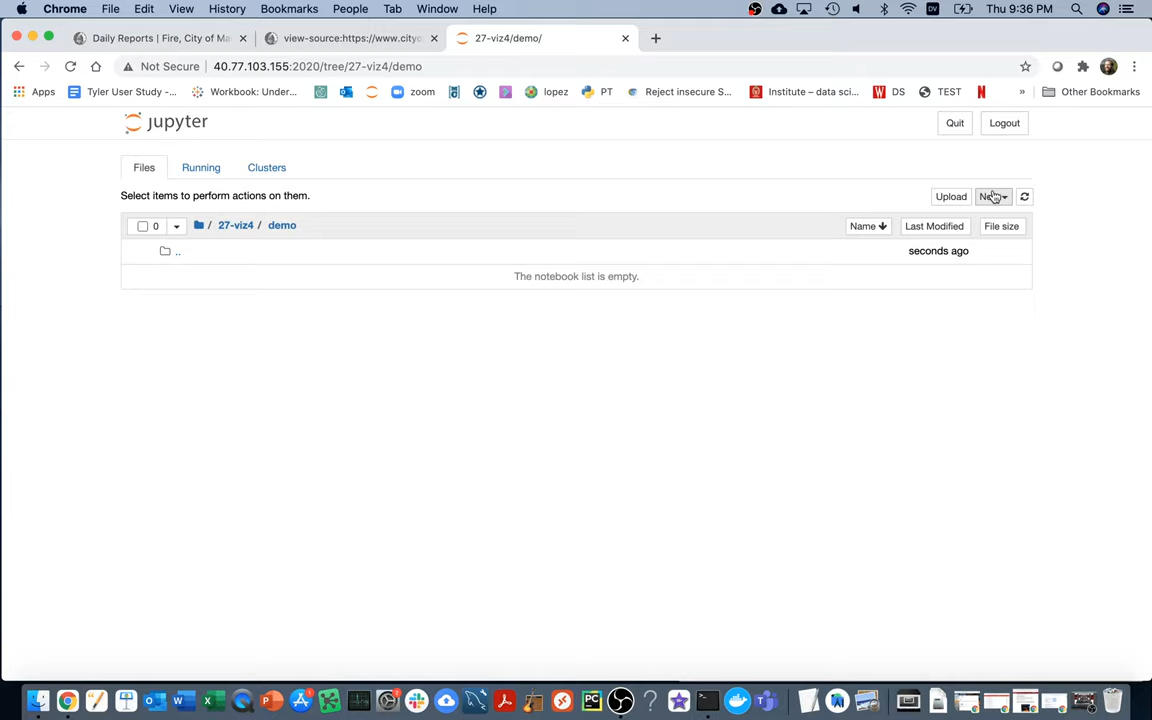 Chrome File Edit View History Bookmarks People Tab Window Help Thu 9:36 PM
Daily Reports | Fire, City of Ma
view-source:https://www.cityo
27-viz4/demo/
Not Secure 40.77.103.155:2020/tree/27-viz4/demo
Apps Tyler User Study -... Workbook: Under... zoom lopez PT Reject insecure S... Institute – data sci... DS TEST » Other Bookmarks
jupyter
Quit Logout
Files Running Clusters
Select items to perform actions on them.
Upload
0 / 27-viz4 / demo Name Last Modified File size
.. seconds ago
The notebook list is empty.